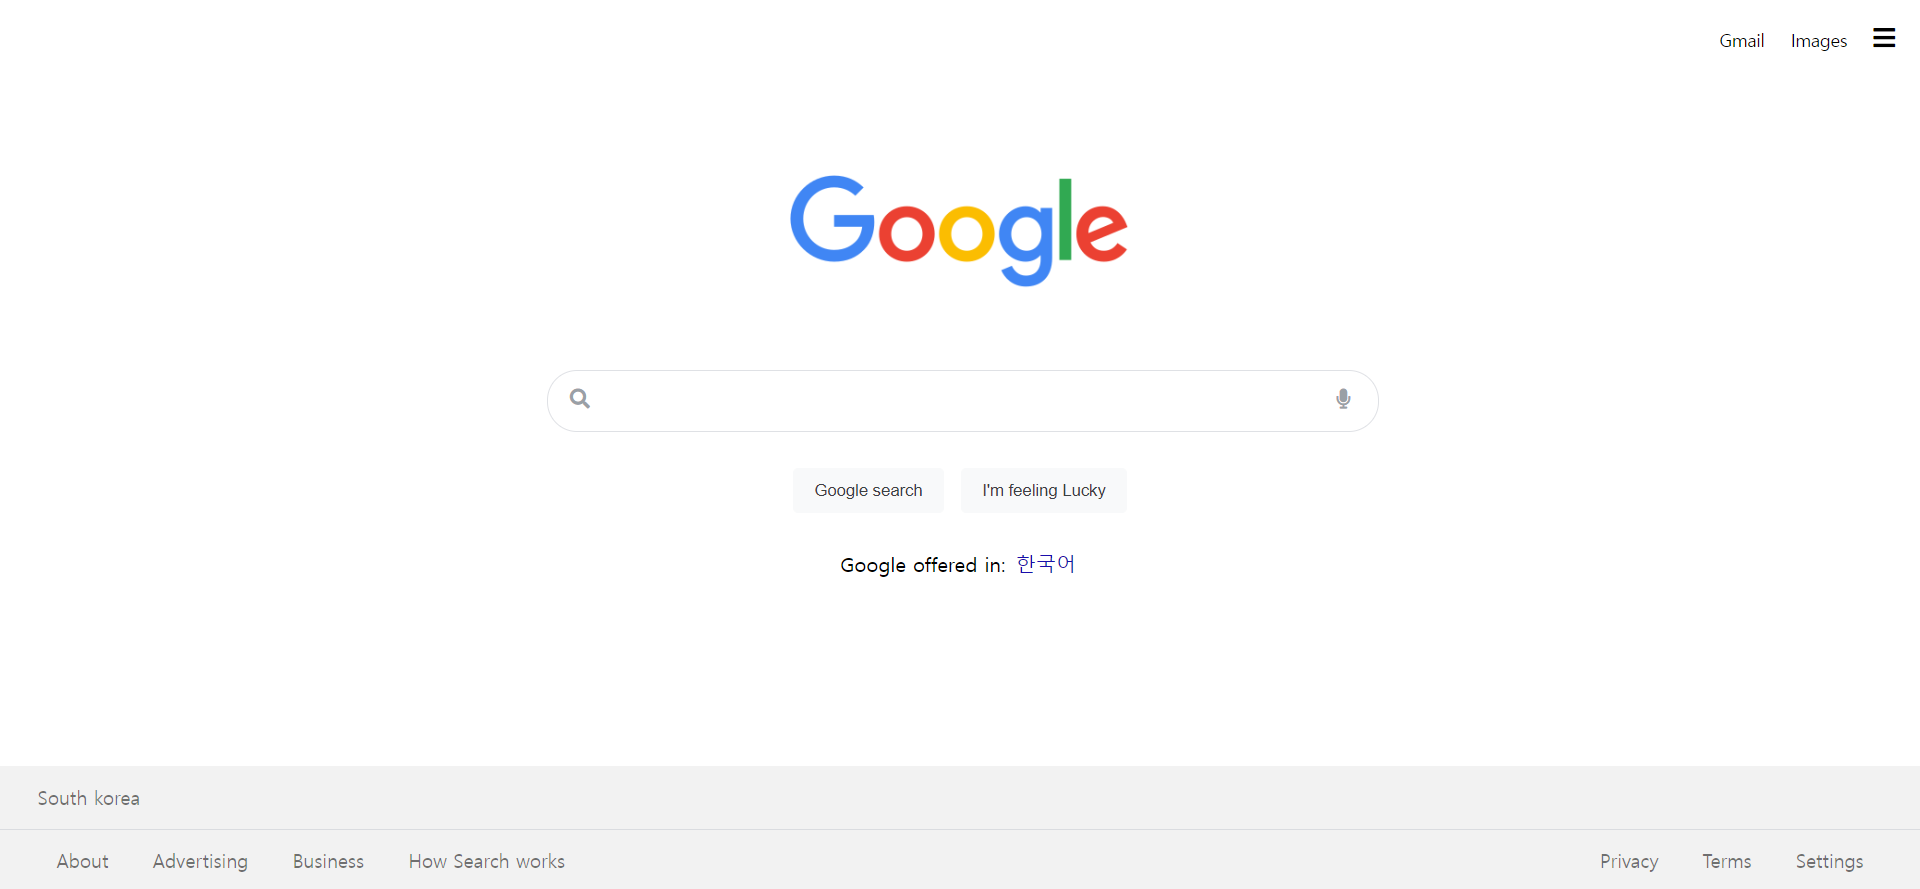 Gmail Images
Google
Google search I'm feeling Lucky
Google offered in: 한국어
South korea
About Advertising Business How Search works Privacy Terms Settings